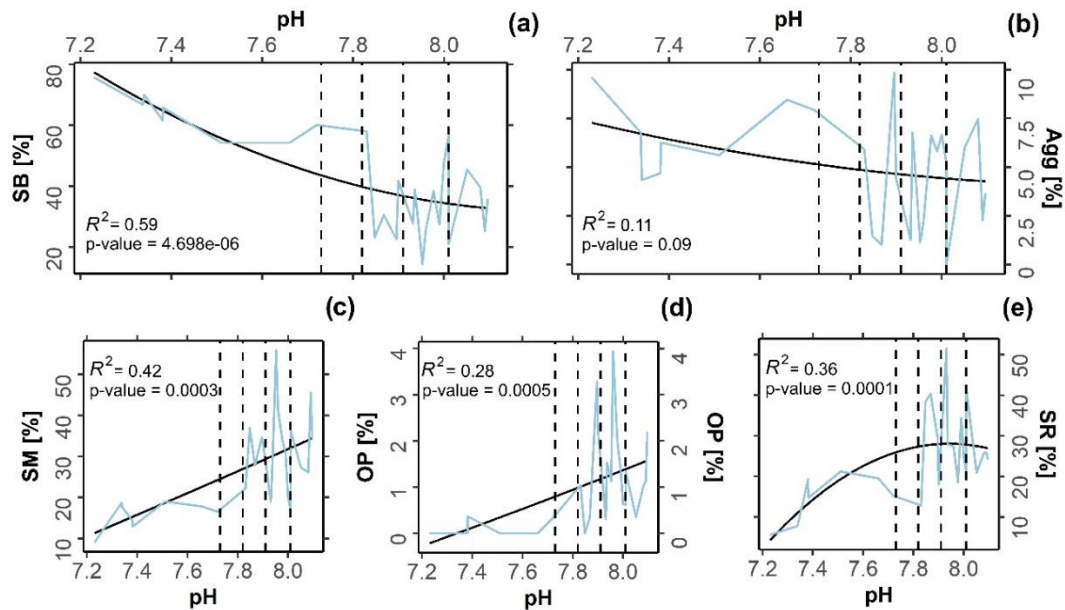 pH
(a)
7.2 7.4 7.6 7.8 8.0
SB [%]
20 40 60 80
R² = 0.59
p-value = 4.698e-06
pH
(b)
7.2 7.4 7.6 7.8 8.0
Agg [%]
0 2.5 5.0 7.5 10
R² = 0.11
p-value = 0.09
(c)
SM [%]
10 20 30 40 50
R² = 0.42
p-value = 0.0003
7.2 7.4 7.6 7.8 8.0
pH
(d)
OP [%]
0 1 2 3 4
R² = 0.28
p-value = 0.0005
OP [%]
0 1 2 3 4
7.2 7.4 7.6 7.8 8.0
pH
(e)
R² = 0.36
p-value = 0.0001
SR [%]
10 20 30 40 50
7.2 7.4 7.6 7.8 8.0
pH